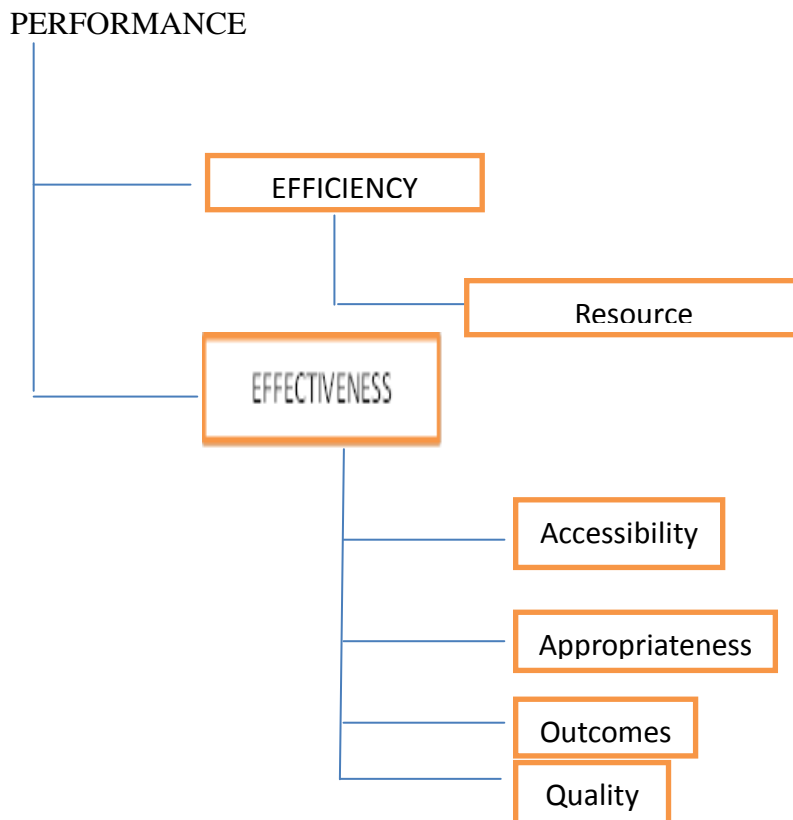 PERFORMANCE
EFFICIENCY
Resource
EFFECTIVENESS
Accessibility
Appropriateness
Outcomes
Quality